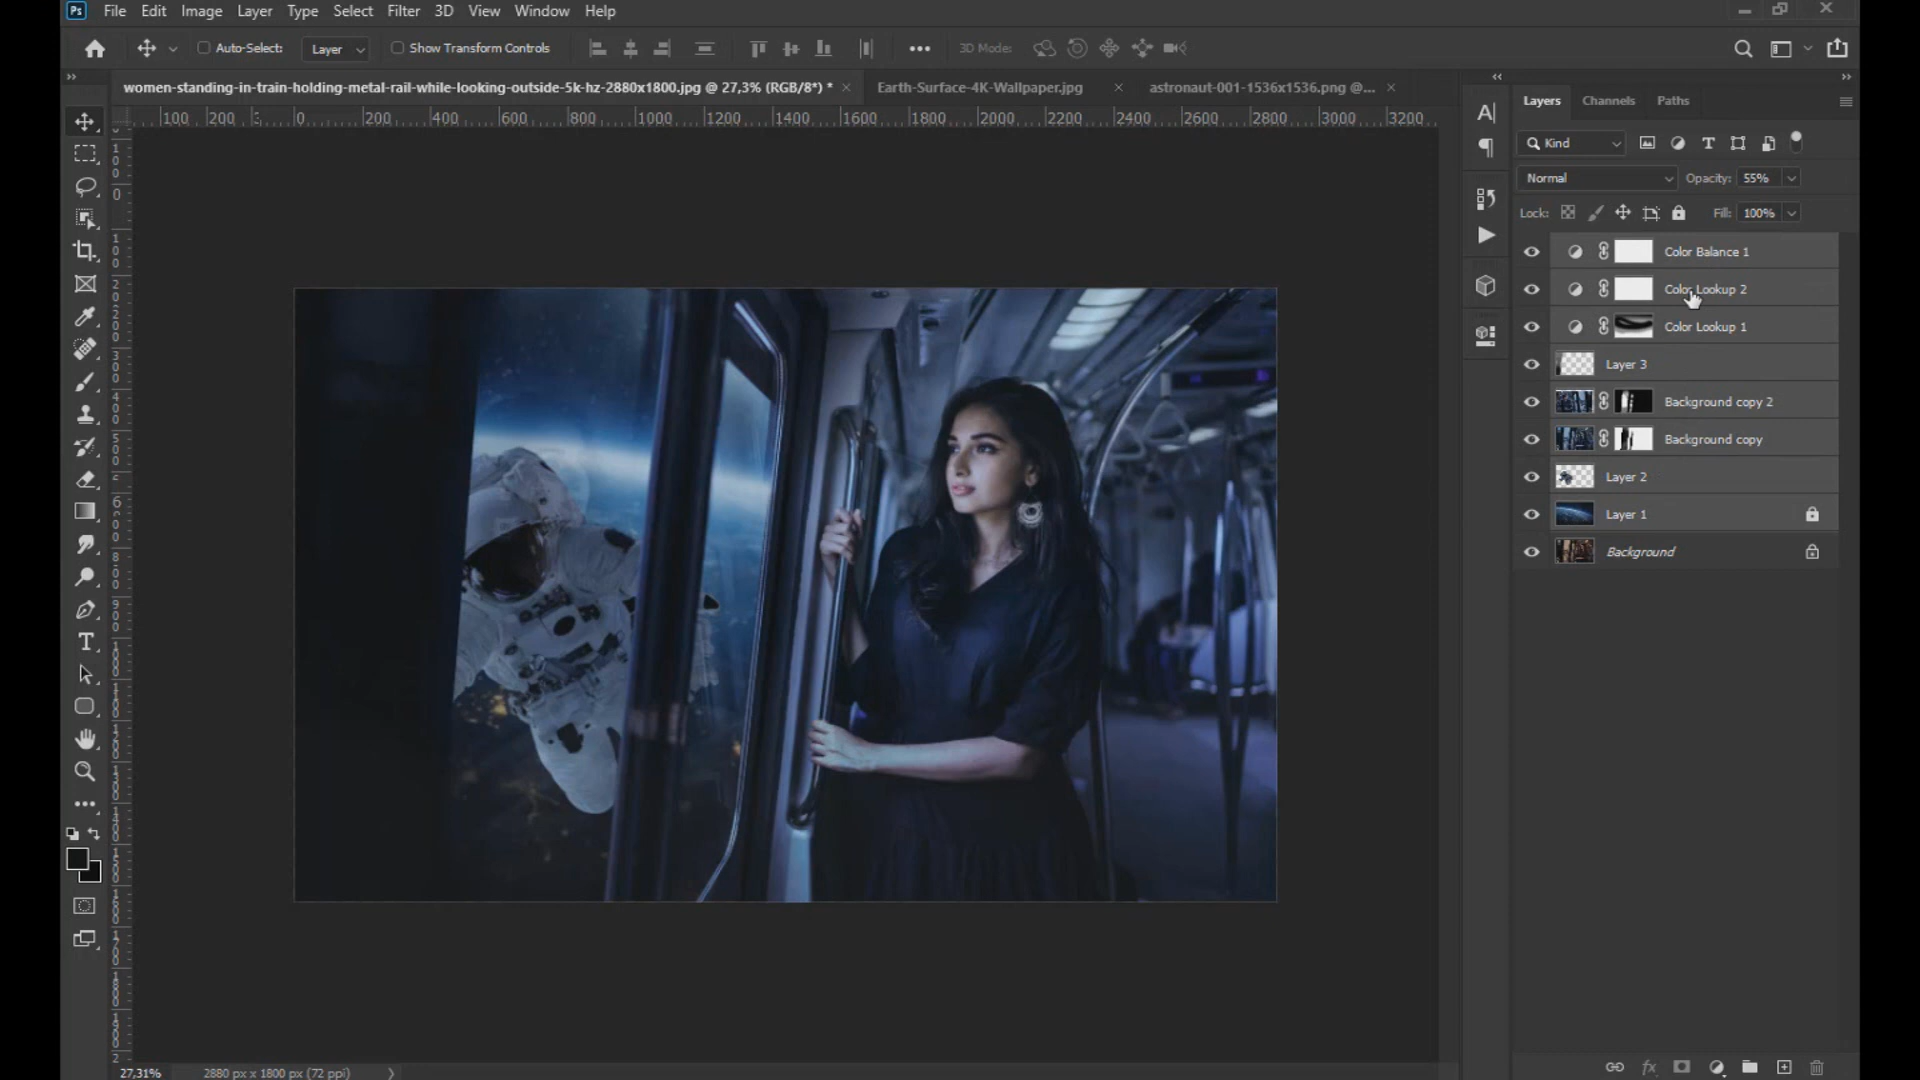 Ps File Edit Image Layer Type Select Filter 3D View Window Help
Auto-Select: Layer Show Transform Controls 3D Mode:
women-standing-in-train-holding-metal-rail-while-looking-outside-5k-hz-2880x1800.jpg @ 27,3% (RGB/8*) * Earth-Surface-4K-Wallpaper.jpg astronaut-001-1536x1536.png @...
100 200 0 200 400 600 800 1000 1200 1400 1600 1800 2000 2200 2400 2600 2800 3000 3200
Layers Channels Paths
Kind
Normal Opacity: 55%
Lock: Fill: 100%
Color Balance 1
Color Lookup 2
Color Lookup 1
Layer 3
Background copy 2
Background copy
Layer 2
Layer 1
Background
27,31% 2880 px x 1800 px (72 ppi)